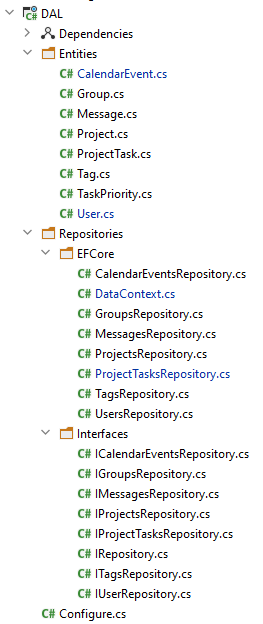 DAL
Dependencies
Entities
C# CalendarEvent.cs
C# Group.cs
C# Message.cs
C# Project.cs
C# ProjectTask.cs
C# Tag.cs
C# TaskPriority.cs
C# User.cs
Repositories
EFCore
C# CalendarEventsRepository.cs
C# DataContext.cs
C# GroupsRepository.cs
C# MessagesRepository.cs
C# ProjectsRepository.cs
C# ProjectTasksRepository.cs
C# TagsRepository.cs
C# UsersRepository.cs
Interfaces
C# ICalendarEventsRepository.cs
C# IGroupsRepository.cs
C# IMessagesRepository.cs
C# IProjectsRepository.cs
C# IProjectTasksRepository.cs
C# IRepository.cs
C# ITagsRepository.cs
C# IUserRepository.cs
C# Configure.cs